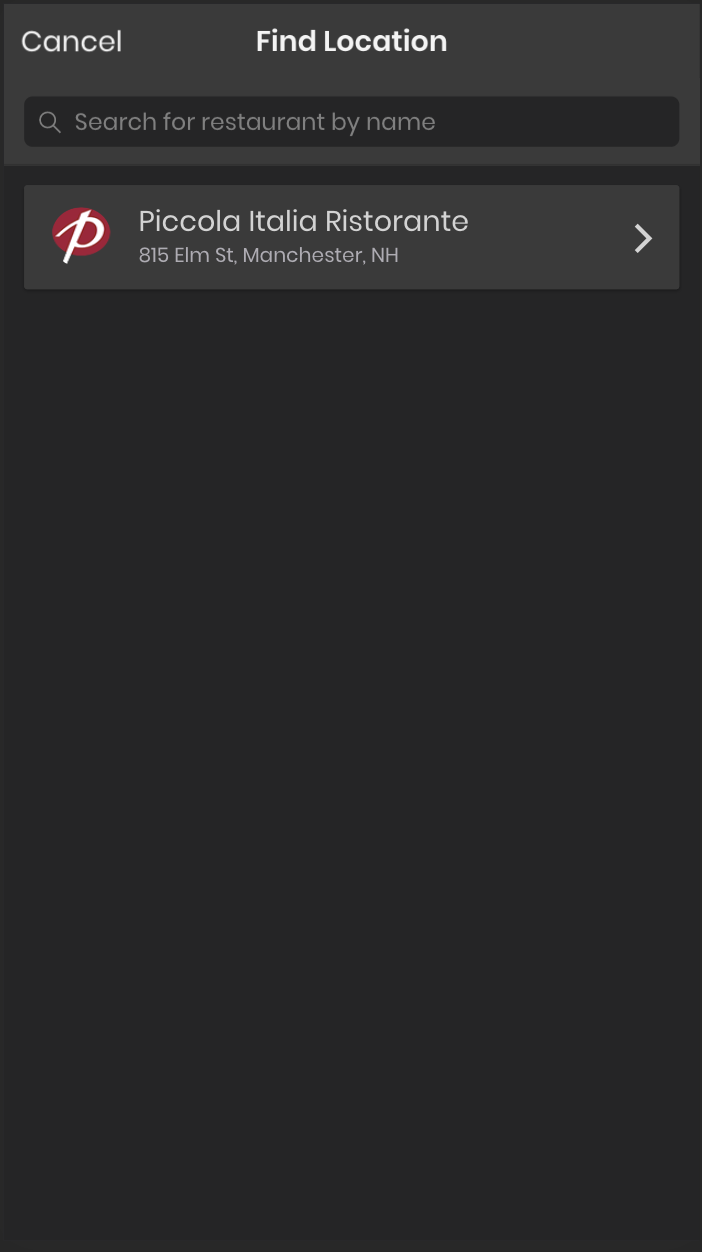 Cancel
Find Location
Search for restaurant by name
Piccola Italia Ristorante
815 Elm St, Manchester, NH